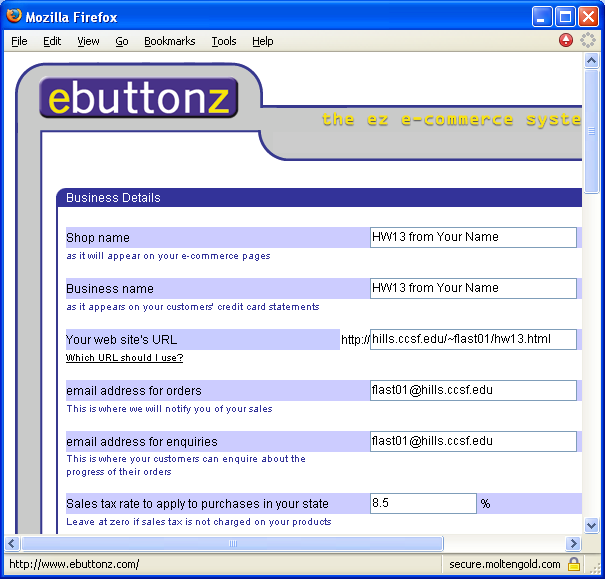 Mozilla Firefox
File Edit View Go Bookmarks Tools Help
ebuttonz
the ez e-commerce syste
Business Details
Shop name HW13 from Your Name
as it will appear on your e-commerce pages
Business name HW13 from Your Name
as it appears on your customers' credit card statements
Your web site's URL http://hills.ccsf.edu/~flast01/hw13.html
Which URL should I use?
email address for orders flast01@hills.ccsf.edu
This is where we will notify you of your sales
email address for enquiries flast01@hills.ccsf.edu
This is where your customers can enquire about the
progress of their orders
Sales tax rate to apply to purchases in your state 8.5 %
Leave at zero if sales tax is not charged on your products
http://www.ebuttonz.com/ secure.moltengold.com